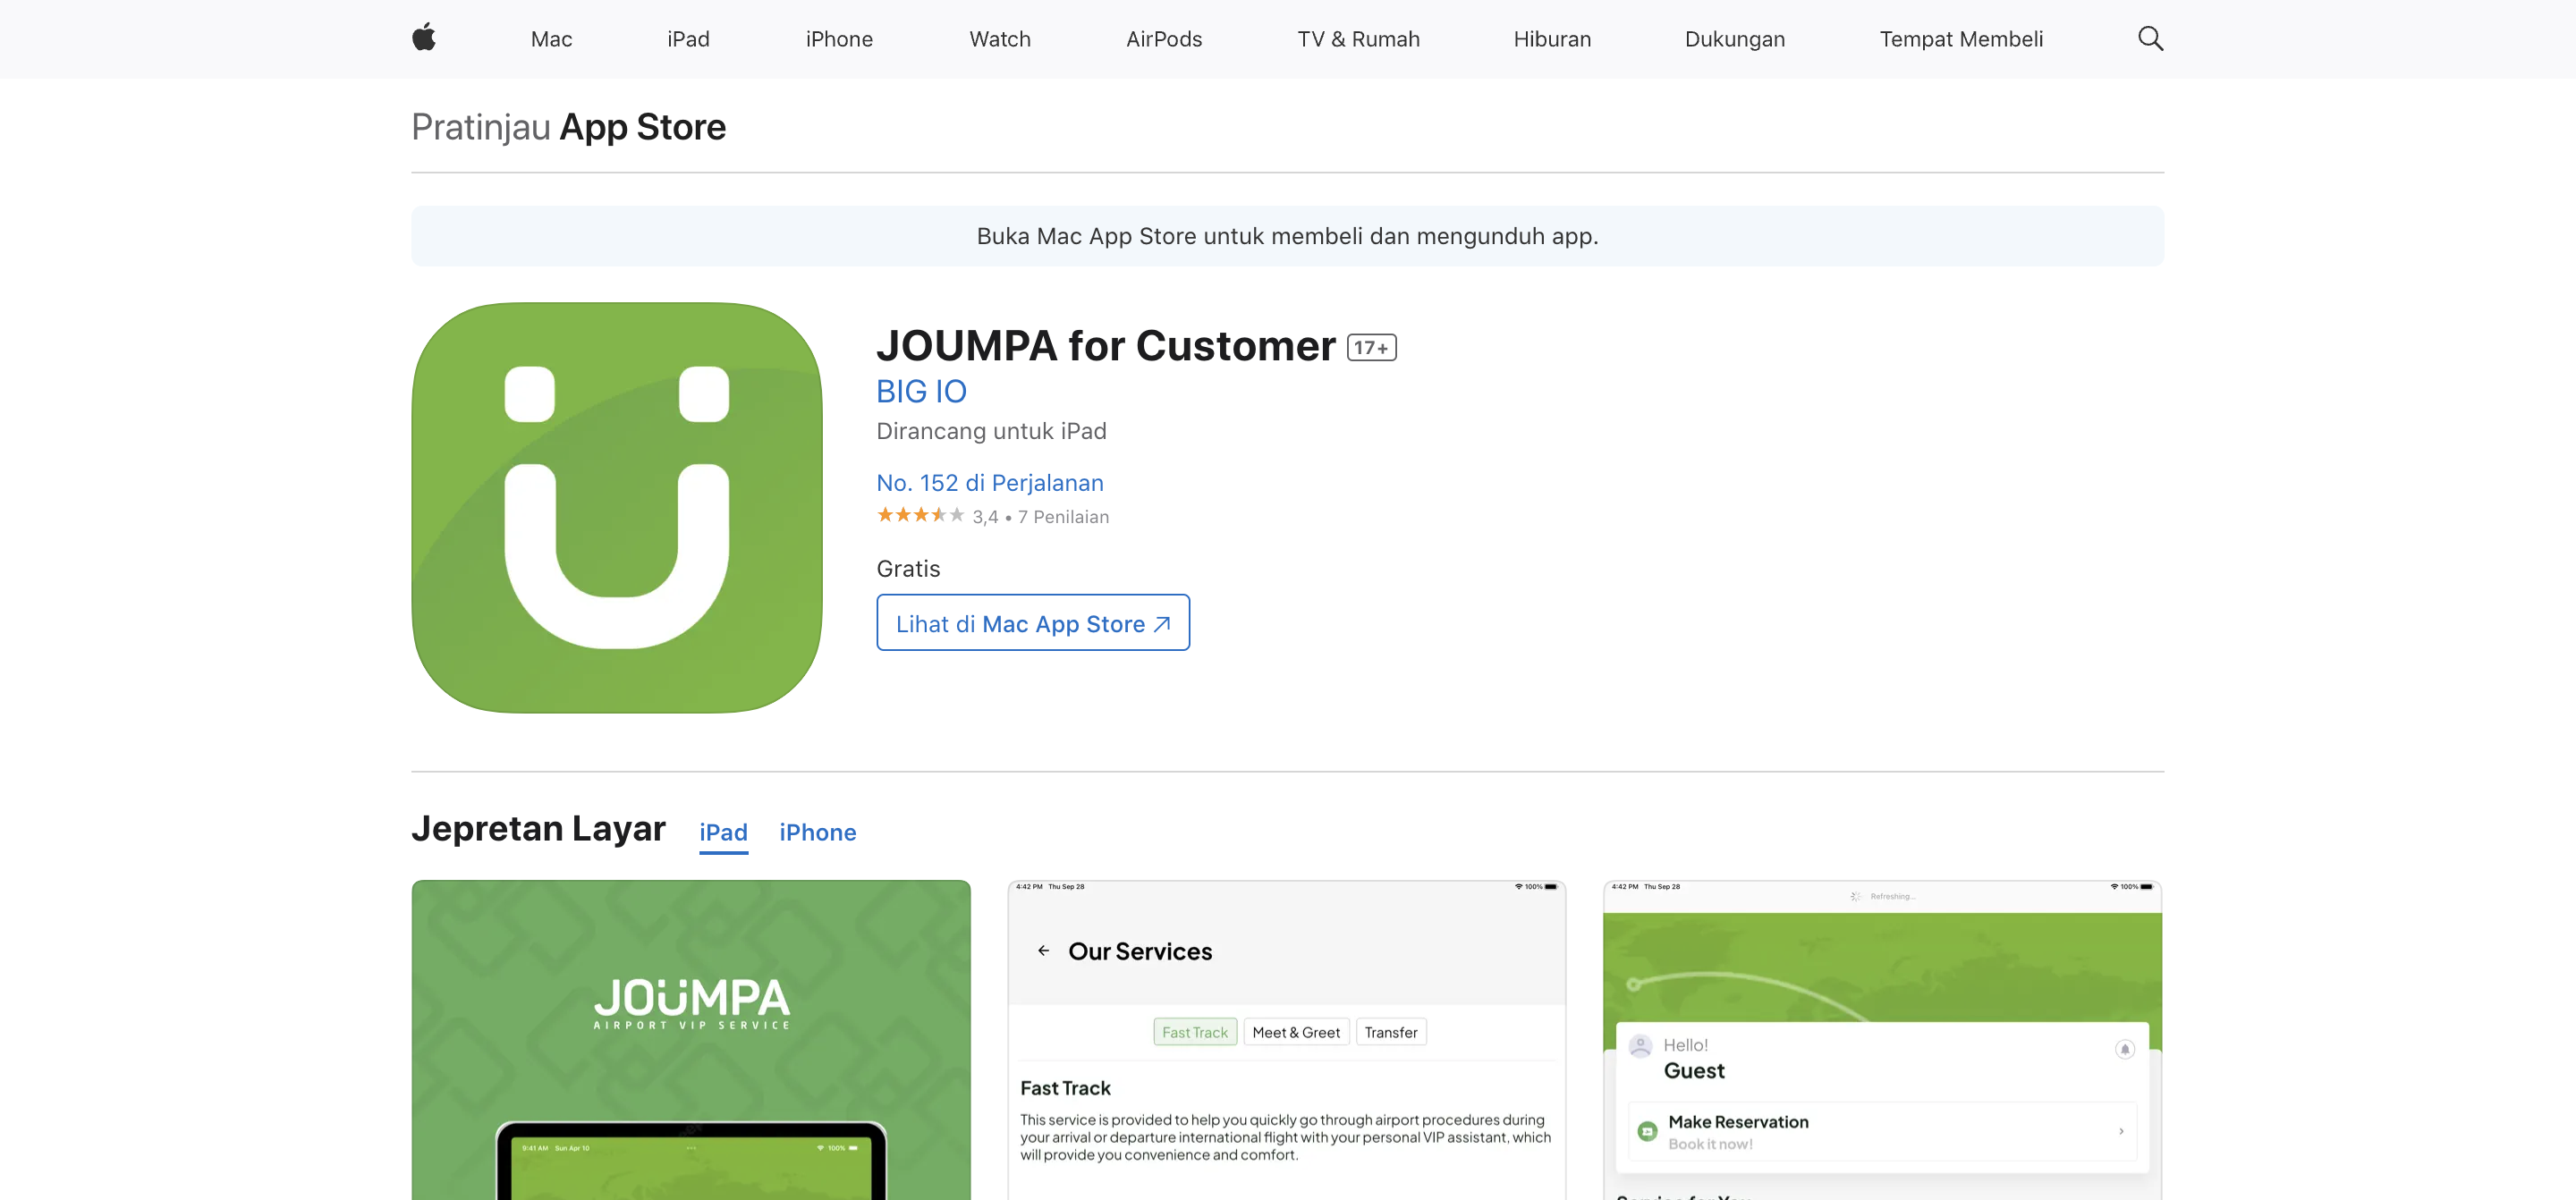 Mac
iPad
iPhone
Watch
AirPods
TV & Rumah
Hiburan
Dukungan
Tempat Membeli
Pratinjau App Store
Buka Mac App Store untuk membeli dan mengunduh app.
JOUMPA for Customer 17+
BIG IO
Dirancang untuk iPad
No. 152 di Perjalanan
3,4 • 7 Penilaian
Gratis
Lihat di Mac App Store
Jepretan Layar
iPad
iPhone
JOÜMPA
AIRPORT VIP SERVICE
9:41 AM Sun Apr 10
100%
4:42 PM Thu Sep 28
100%
Our Services
Fast Track
Meet & Greet
Transfer
Fast Track
This service is provided to help you quickly go through airport procedures during
your arrival or departure international flight with your personal VIP assistant, which
will provide you convenience and comfort.
4:42 PM Thu Sep 28
100%
Refreshing...
Hello!
Guest
Make Reservation
Book it now!